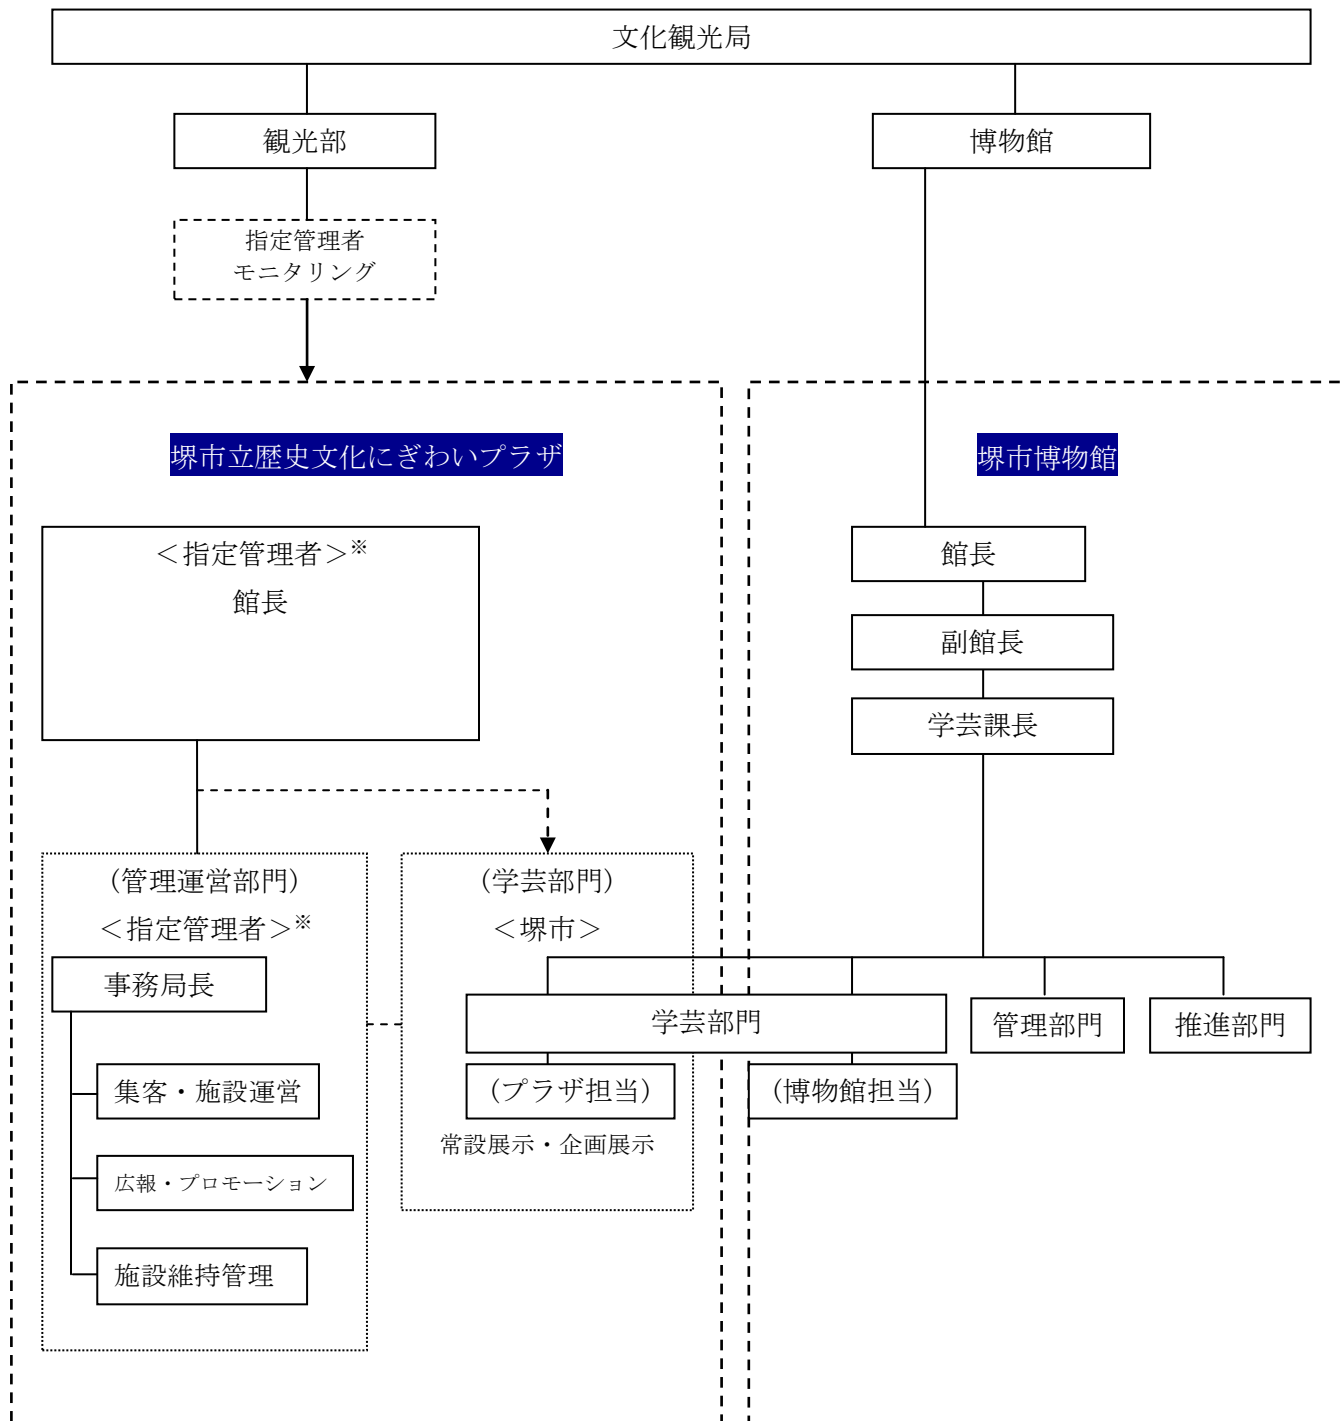 文化観光局
観光部
博物館
指定管理者
モニタリング
堺市立歴史文化にぎわいプラザ
堺市博物館
＜指定管理者＞※
館長
館長
副館長
学芸課長
（管理運営部門）
＜指定管理者＞※
事務局長
集客・施設運営
広報・プロモーション
施設維持管理
（学芸部門）
＜堺市＞
学芸部門
（プラザ担当）
常設展示・企画展示
（博物館担当）
管理部門
推進部門